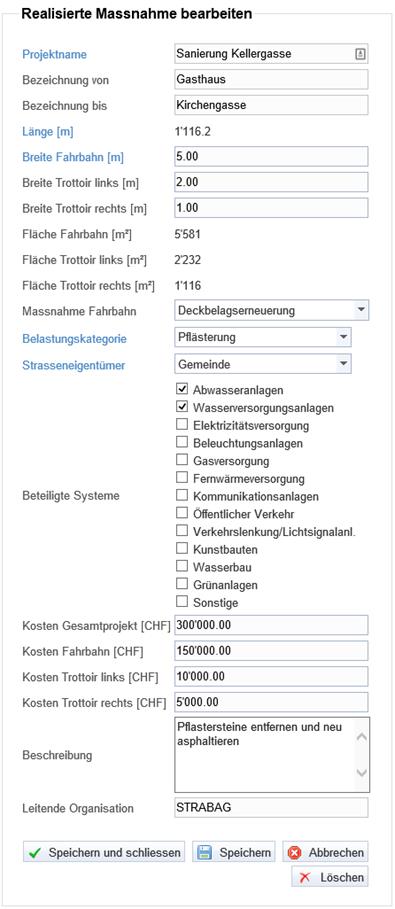 Realisierte Massnahme bearbeiten
Projektname Sanierung Kellergasse
Bezeichnung von Gasthaus
Bezeichnung bis Kirchengasse
Länge [m] 1'116.2
Breite Fahrbahn [m] 5.00
Breite Trottoir links [m] 2.00
Breite Trottoir rechts [m] 1.00
Fläche Fahrbahn [m²] 5'581
Fläche Trottoir links [m²] 2'232
Fläche Trottoir rechts [m²] 1'116
Massnahme Fahrbahn Deckbelagserneuerung
Belastungskategorie Pflästerung
Strasseneigentümer Gemeinde
Beteiligte Systeme
Abwasseranlagen
Wasserversorgungsanlagen
Elektrizitätsversorgung
Beleuchtungsanlagen
Gasversorgung
Fernwärmeversorgung
Kommunikationsanlagen
Öffentlicher Verkehr
Verkehrslenkung/Lichtsignalanl.
Kunstbauten
Wasserbau
Grünanlagen
Sonstige
Kosten Gesamtprojekt [CHF] 300'000.00
Kosten Fahrbahn [CHF] 150'000.00
Kosten Trottoir links [CHF] 10'000.00
Kosten Trottoir rechts [CHF] 5'000.00
Beschreibung
Pflastersteine entfernen und neu
asphaltieren
Leitende Organisation STRABAG
Speichern und schliessen Speichern Abbrechen
Löschen